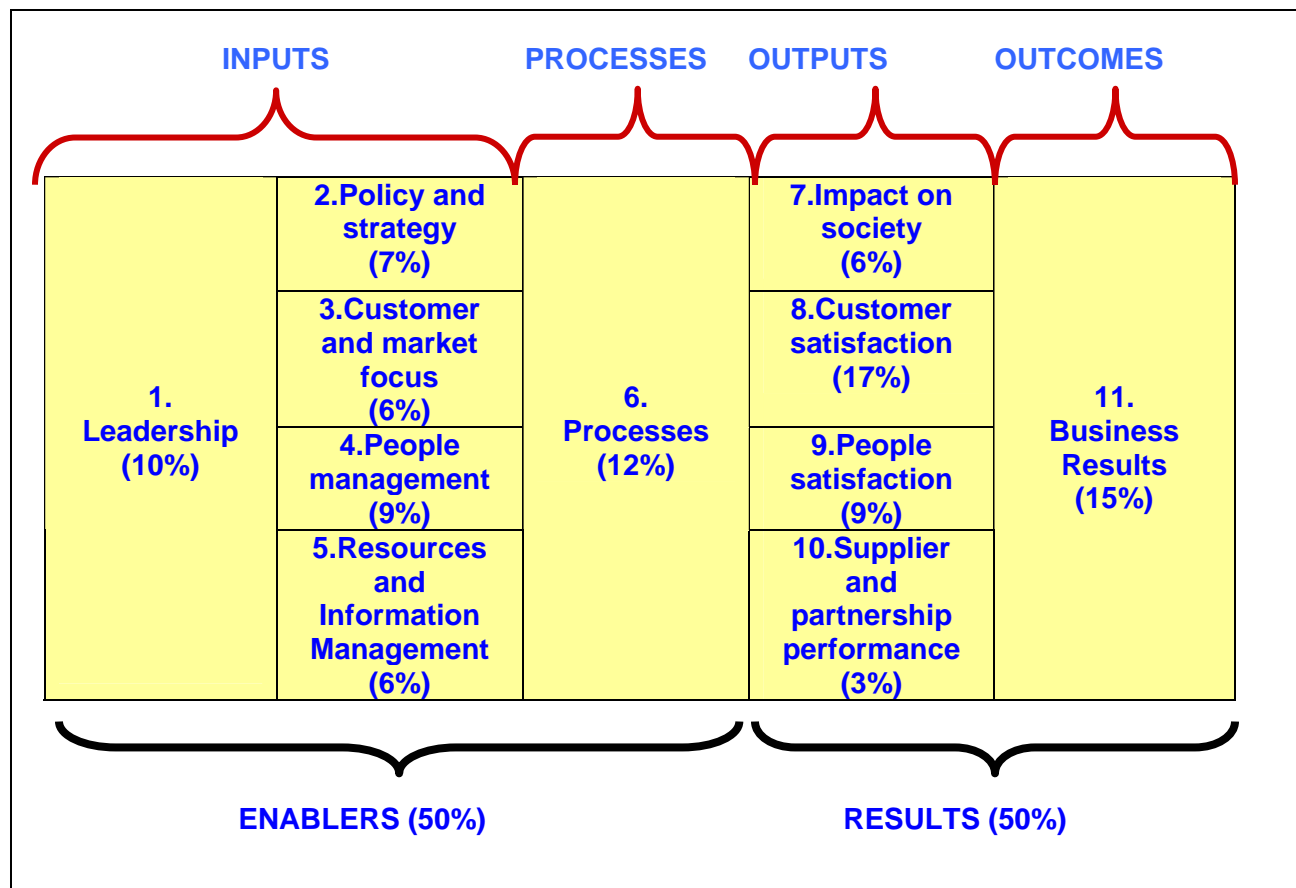 INPUTS
PROCESSES
OUTPUTS
OUTCOMES
1.
Leadership
(10%)
2.Policy and
strategy
(7%)
3.Customer
and market
focus
(6%)
4.People
management
(9%)
5.Resources
and
Information
Management
(6%)
6.
Processes
(12%)
7.Impact on
society
(6%)
8.Customer
satisfaction
(17%)
9.People
satisfaction
(9%)
10.Supplier
and
partnership
performance
(3%)
11.
Business
Results
(15%)
ENABLERS (50%)
RESULTS (50%)